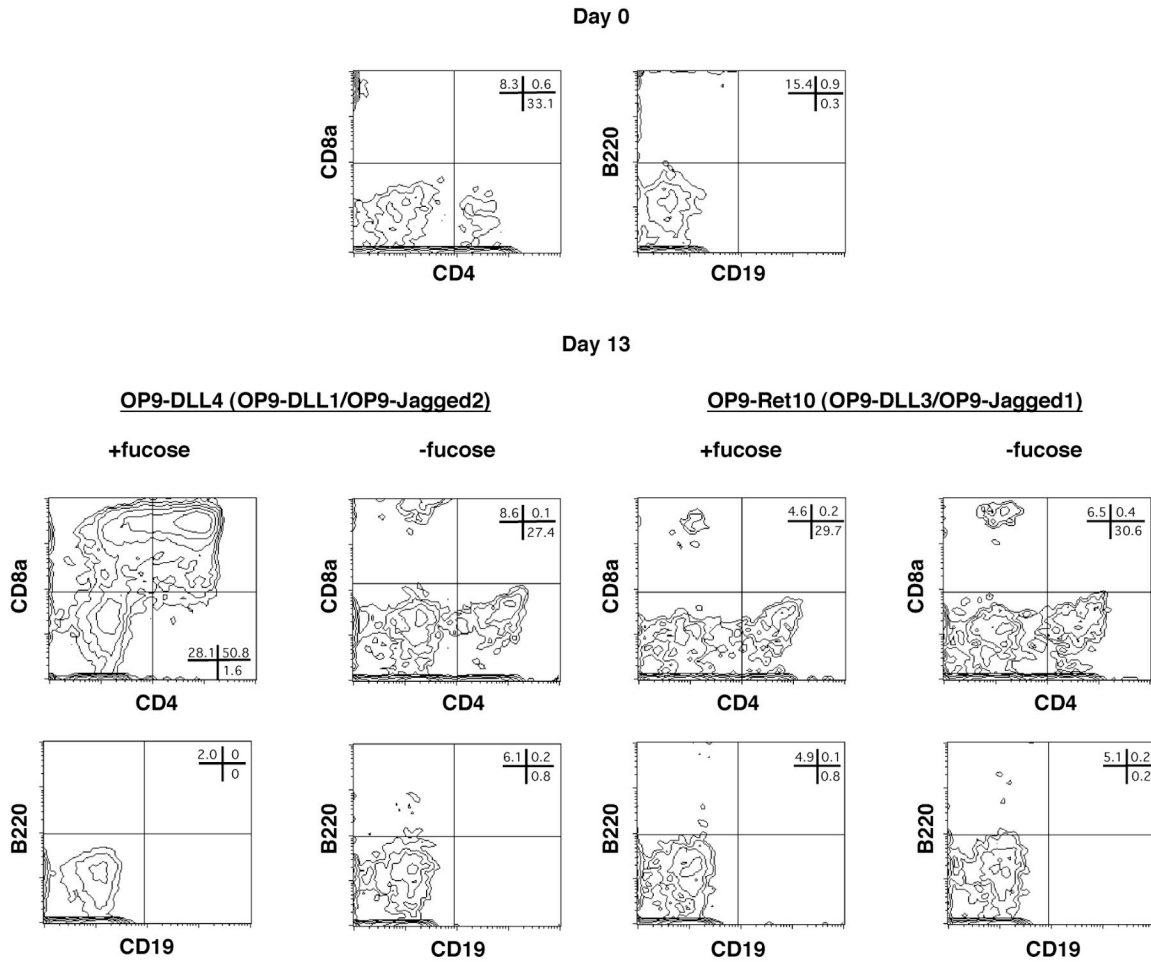 Day 0
8.3 0.6
33.1
CD8a
CD4
15.4 0.9
0.3
B220
CD19
Day 13
OP9-DLL4 (OP9-DLL1/OP9-Jagged2)
OP9-Ret10 (OP9-DLL3/OP9-Jagged1)
+fucose
-fucose
+fucose
-fucose
CD8a
28.1 50.8
1.6
CD4
CD8a
8.6 0.1
27.4
CD4
CD8a
4.6 0.2
29.7
CD4
CD8a
6.5 0.4
30.6
CD4
B220
2.0 0
0
CD19
B220
6.1 0.2
0.8
CD19
B220
4.9 0.1
0.8
CD19
B220
5.1 0.2
0.2
CD19